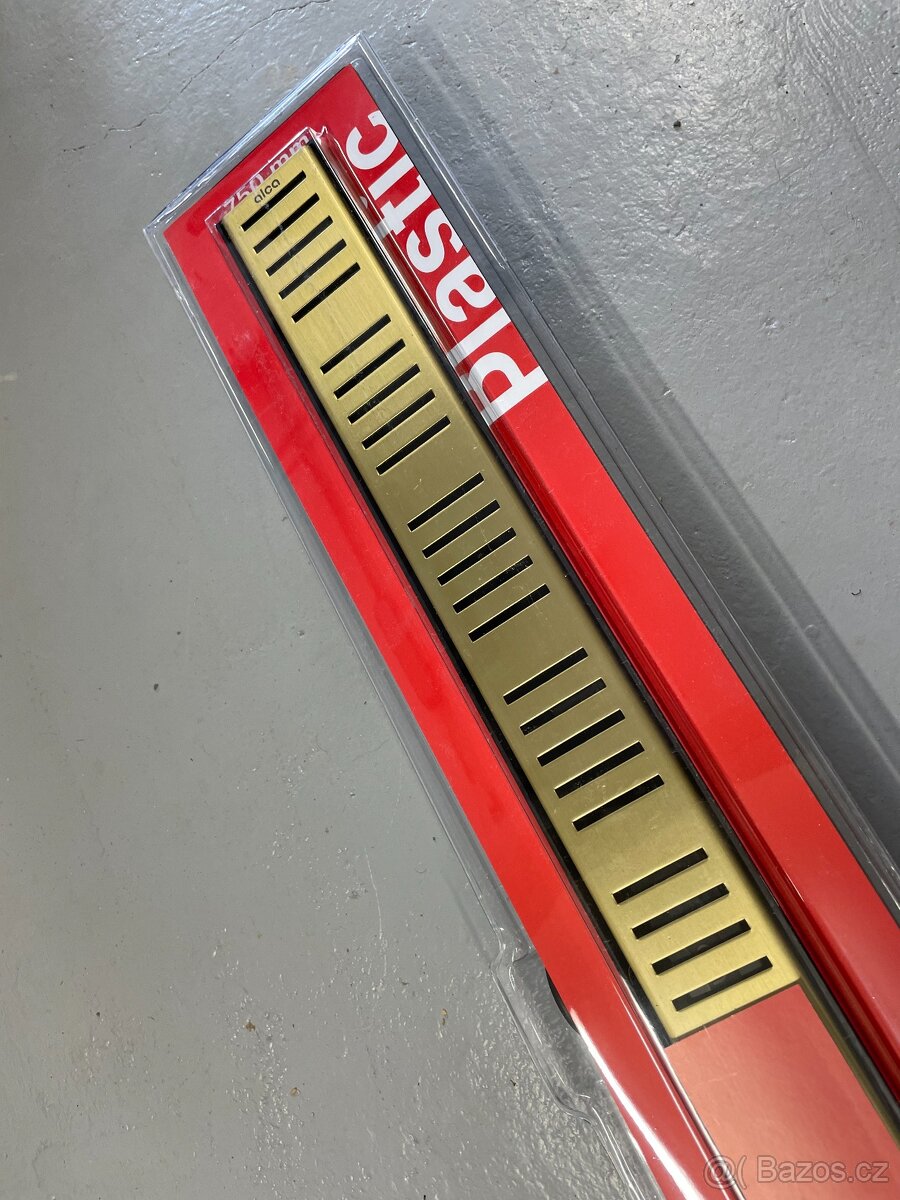 750 mm
alca
Plastic
@( Bazos.cz